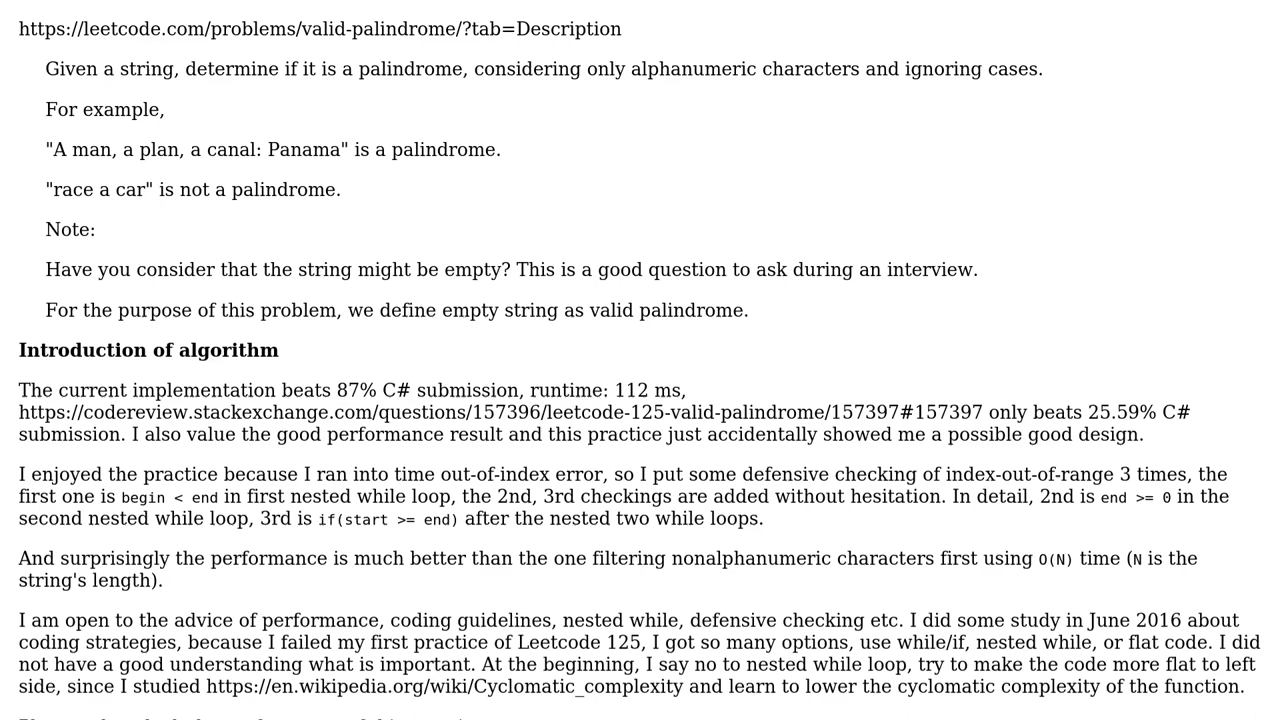 https://leetcode.com/problems/valid-palindrome/?tab=Description
Given a string, determine if it is a palindrome, considering only alphanumeric characters and ignoring cases.
For example,
"A man, a plan, a canal: Panama" is a palindrome.
"race a car" is not a palindrome.
Note:
Have you consider that the string might be empty? This is a good question to ask during an interview.
For the purpose of this problem, we define empty string as valid palindrome.
Introduction of algorithm
The current implementation beats 87% C# submission, runtime: 112 ms,
https://codereview.stackexchange.com/questions/157396/leetcode-125-valid-palindrome/157397#157397 only beats 25.59% C#
submission. I also value the good performance result and this practice just accidentally showed me a possible good design.
I enjoyed the practice because I ran into time out-of-index error, so I put some defensive checking of index-out-of-range 3 times, the
first one is begin < end in first nested while loop, the 2nd, 3rd checkings are added without hesitation. In detail, 2nd is end >= 0 in the
second nested while loop, 3rd is if(start >= end) after the nested two while loops.
And surprisingly the performance is much better than the one filtering nonalphanumeric characters first using O(N) time (N is the
string's length).
I am open to the advice of performance, coding guidelines, nested while, defensive checking etc. I did some study in June 2016 about
coding strategies, because I failed my first practice of Leetcode 125, I got so many options, use while/if, nested while, or flat code. I did
not have a good understanding what is important. At the beginning, I say no to nested while loop, try to make the code more flat to left
side, since I studied https://en.wikipedia.org/wiki/Cyclomatic_complexity and learn to lower the cyclomatic complexity of the function.